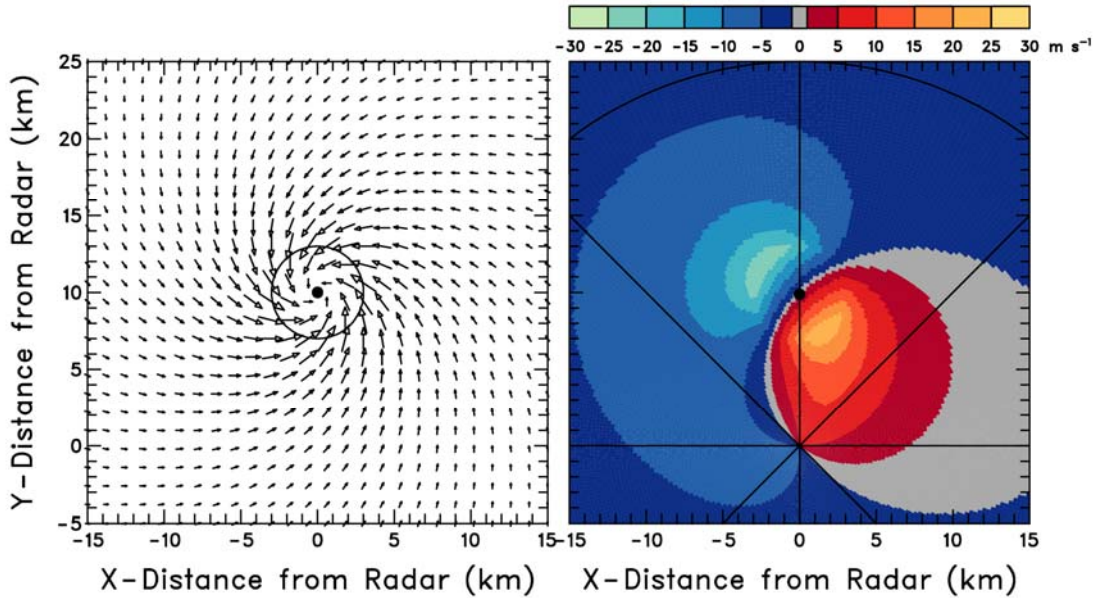 -30 -25 -20 -15 -10 -5 0 5 10 15 20 25 30 m s⁻¹
Y-Distance from Radar (km)
25
20
15
10
5
0
-5
-15 -10 -5 0 5 10 15
-15 -10 -5 0 5 10 15
X-Distance from Radar (km)
X-Distance from Radar (km)